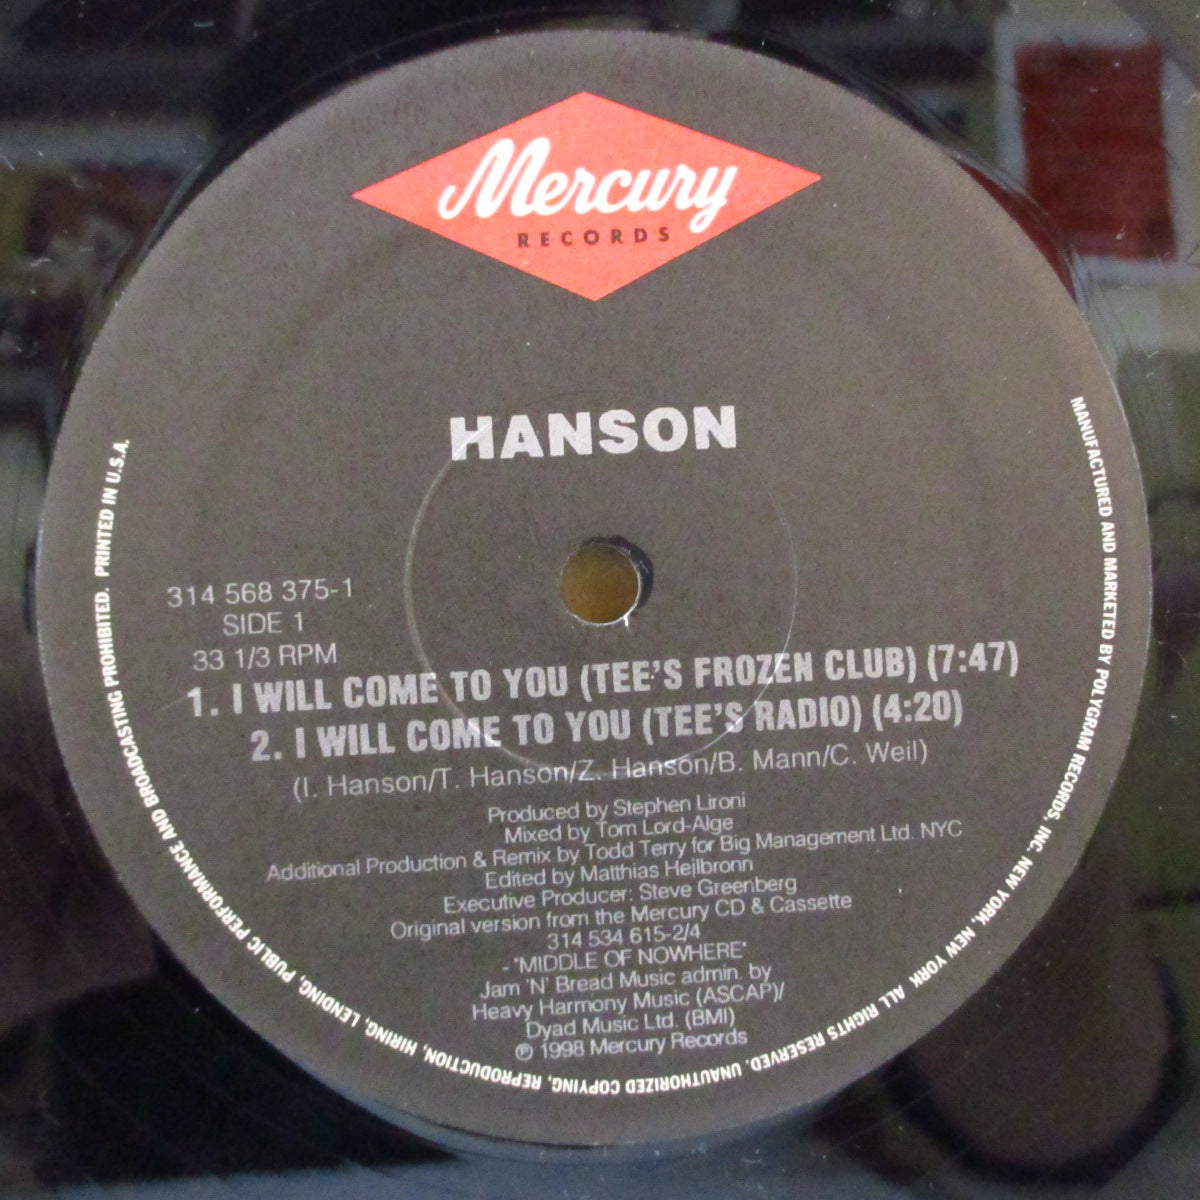 Mercury
RECORDS
HANSON
314 568 375-1
SIDE 1
33 1/3 RPM
1. I WILL COME TO YOU (TEE'S FROZEN CLUB) (7:47)
2. I WILL COME TO YOU (TEE'S RADIO) (4:20)
(I. Hanson/T. Hanson/Z. Hanson/B. Mann/C. Weil)
Produced by Stephen Lironi
Mixed by Tom Lord-Alge
Additional Production & Remix by Todd Terry for Big Management Ltd. NYC
Edited by Matthias Heilbronn
Executive Producer: Steve Greenberg
Original version from the Mercury CD & Cassette
314 534 615-2/4
- "MIDDLE OF NOWHERE"
Jam 'N' Bread Music admin. by
Heavy Harmony Music (ASCAP)/
Dyad Music Ltd. (BMI)
℗ 1998 Mercury Records
MANUFACTURED AND MARKETED BY POLYGRAM RECORDS, INC. NEW YORK, NEW YORK ALL RIGHTS RESERVED. UNAUTHORIZED COPYING, REPRODUCTION, HIRING, LENDING, PUBLIC PERFORMANCE AND BROADCASTING PROHIBITED. PRINTED IN U.S.A.